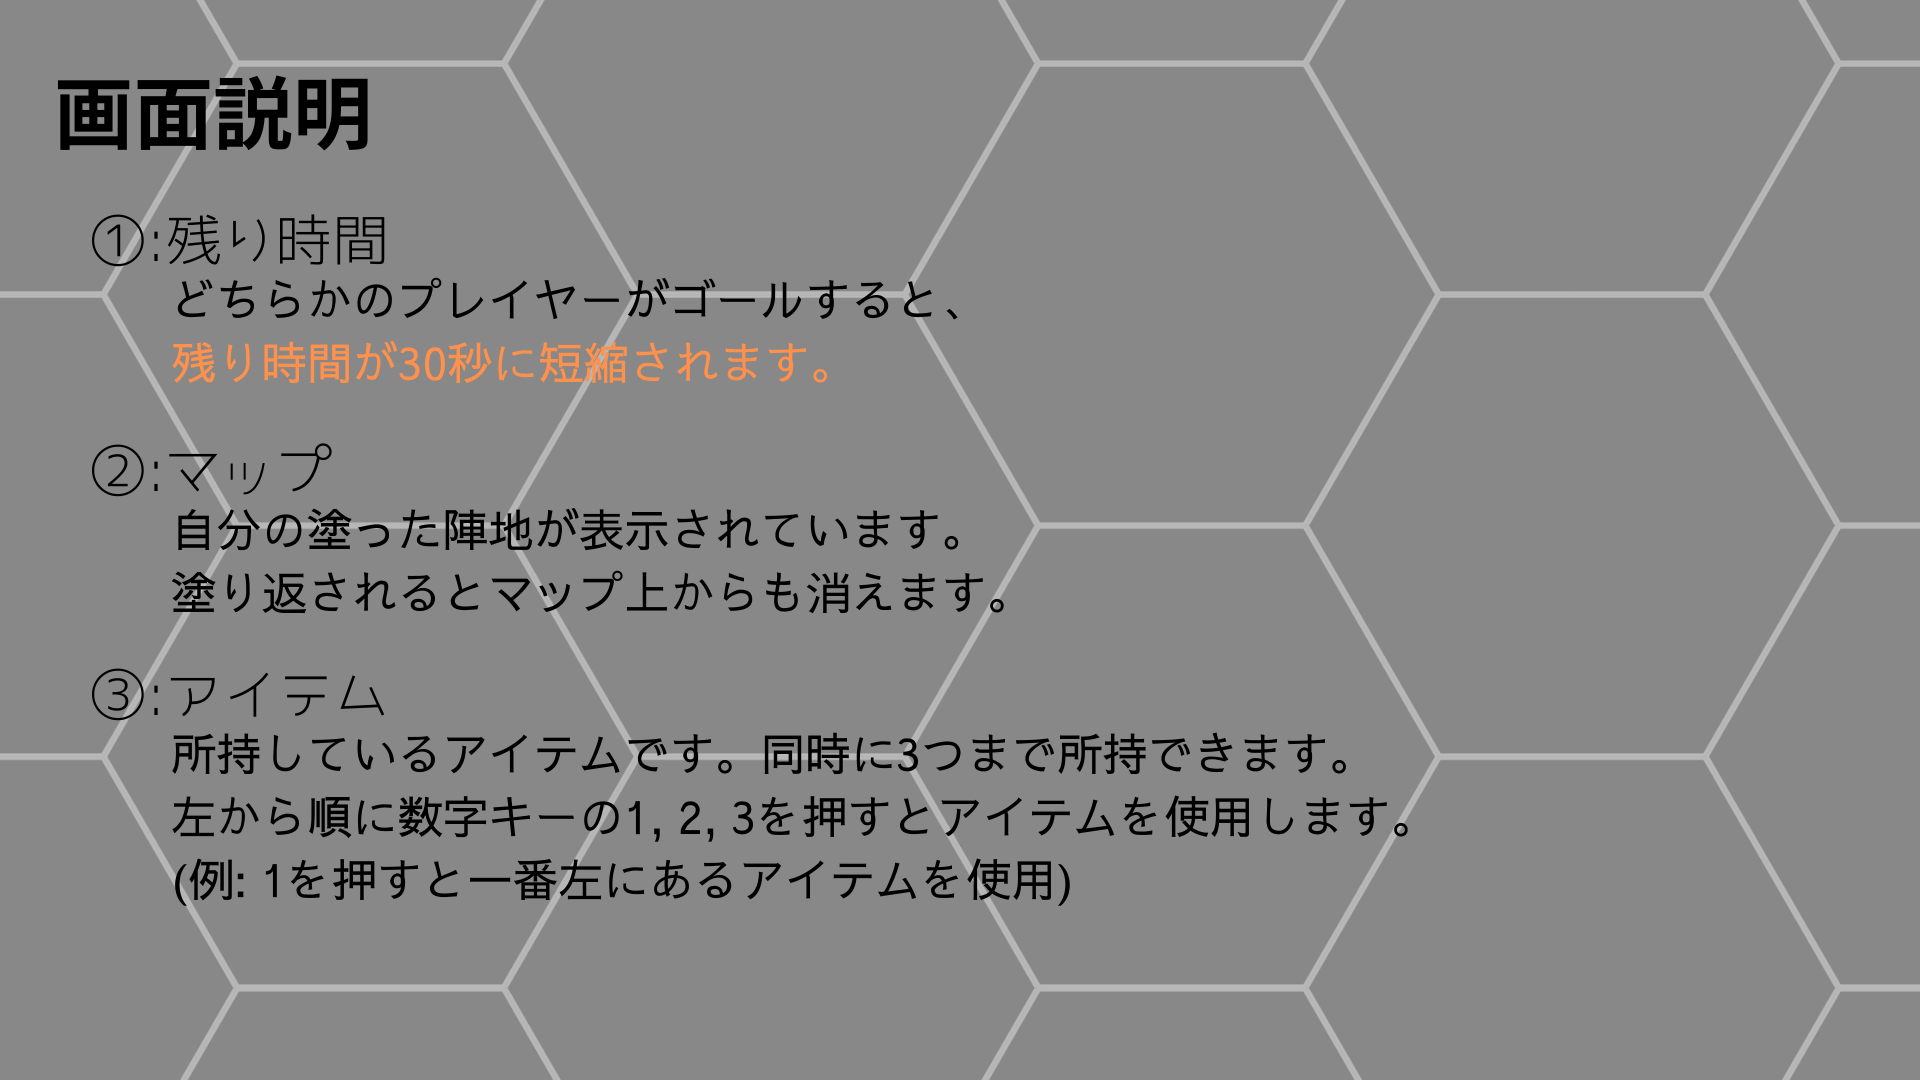 画面説明
①:残り時間
どちらかのプレイヤーがゴールすると、
残り時間が30秒に短縮されます。
②:マップ
自分の塗った陣地が表示されています。
塗り返されるとマップ上からも消えます。
③:アイテム
所持しているアイテムです。同時に3つまで所持できます。
左から順に数字キーの1, 2, 3を押すとアイテムを使用します。
(例: 1を押すと一番左にあるアイテムを使用)